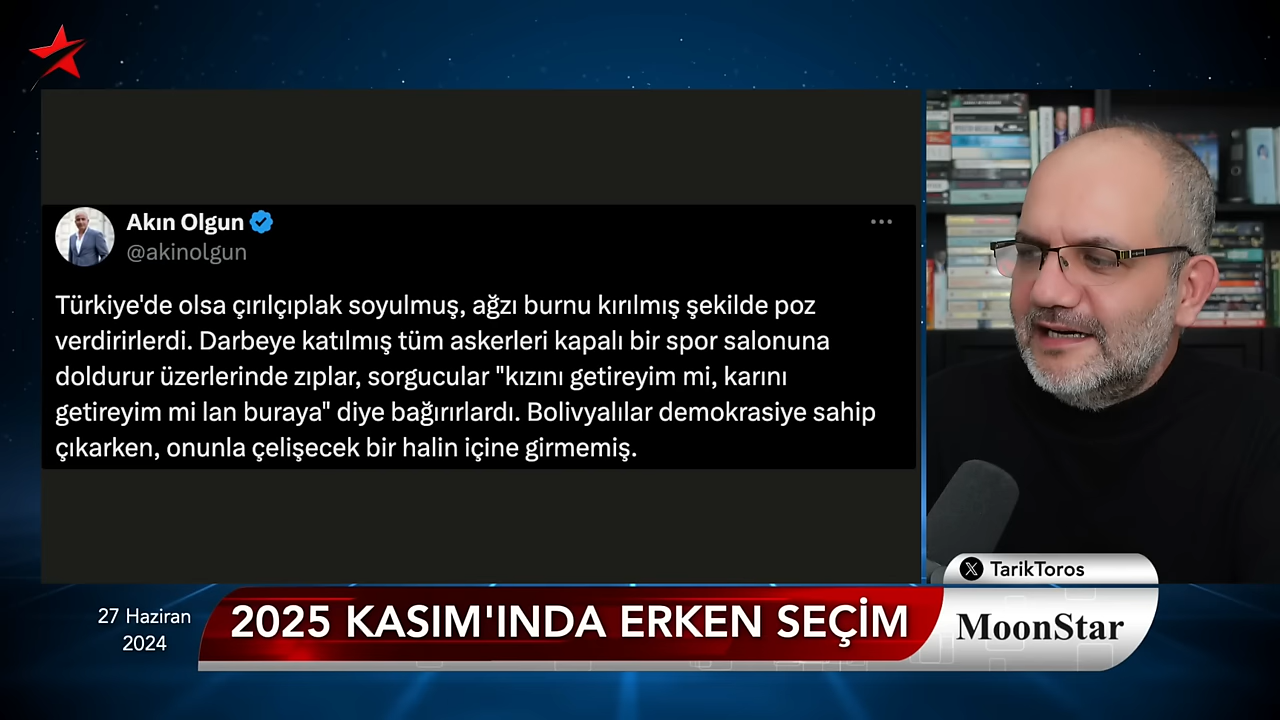 Akın Olgun
@akinolgun
Türkiye'de olsa çırılçıplak soyulmuş, ağzı burnu kırılmış şekilde poz
verdirirlerdi. Darbeye katılmış tüm askerleri kapalı bir spor salonuna
doldurur üzerlerinde zıplar, sorgucular "kızını getireyim mi, karını
getireyim mi lan buraya" diye bağırırlardı. Bolivyalılar demokrasiye sahip
çıkarken, onunla çelişecek bir halin içine girmemiş.
TarikToros
27 Haziran
2024
2025 KASIM'INDA ERKEN SEÇİM
MoonStar